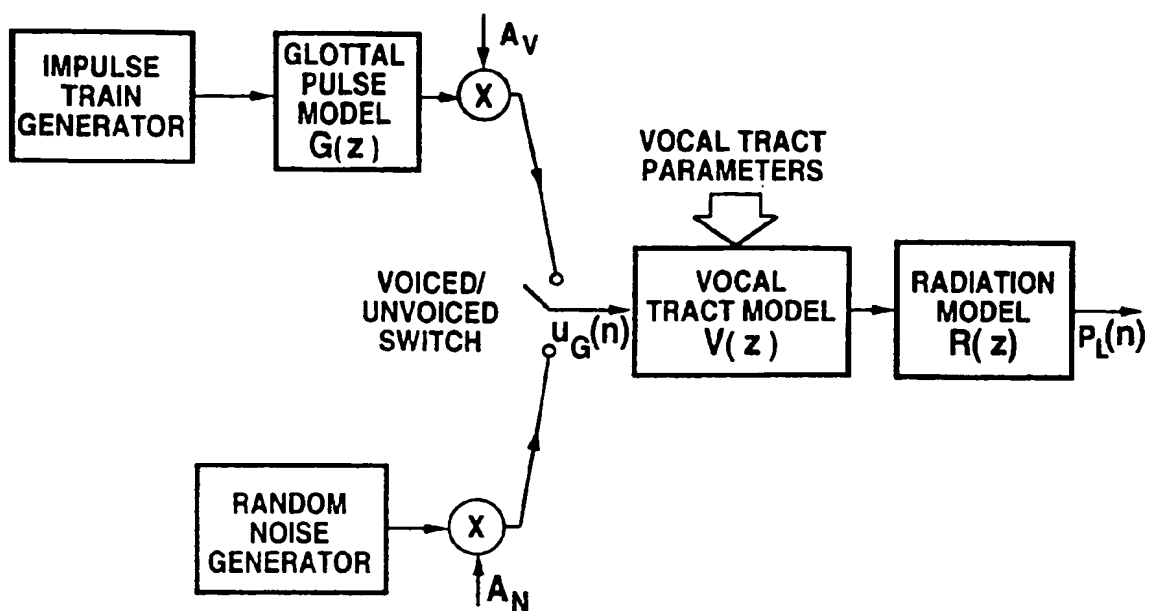 IMPULSE
TRAIN
GENERATOR
GLOTTAL
PULSE
MODEL
G(z)
A_V
X
VOCAL TRACT
PARAMETERS
VOICED/
UNVOICED
SWITCH
u_G(n)
VOCAL
TRACT MODEL
V(z)
RADIATION
MODEL
R(z)
P_L(n)
RANDOM
NOISE
GENERATOR
X
A_N